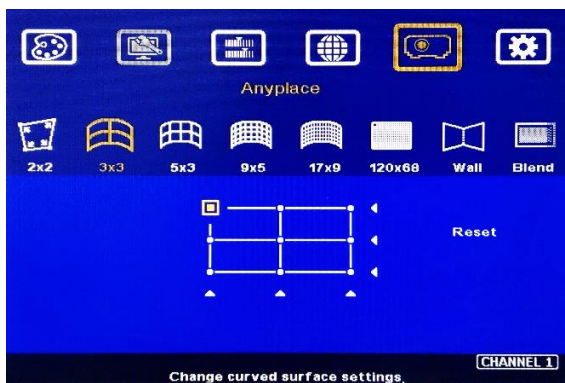 Anyplace
2x2 3x3 5x3 9x5 17x9 120x68 Wall Blend
Reset
CHANNEL 1
Change curved surface settings.